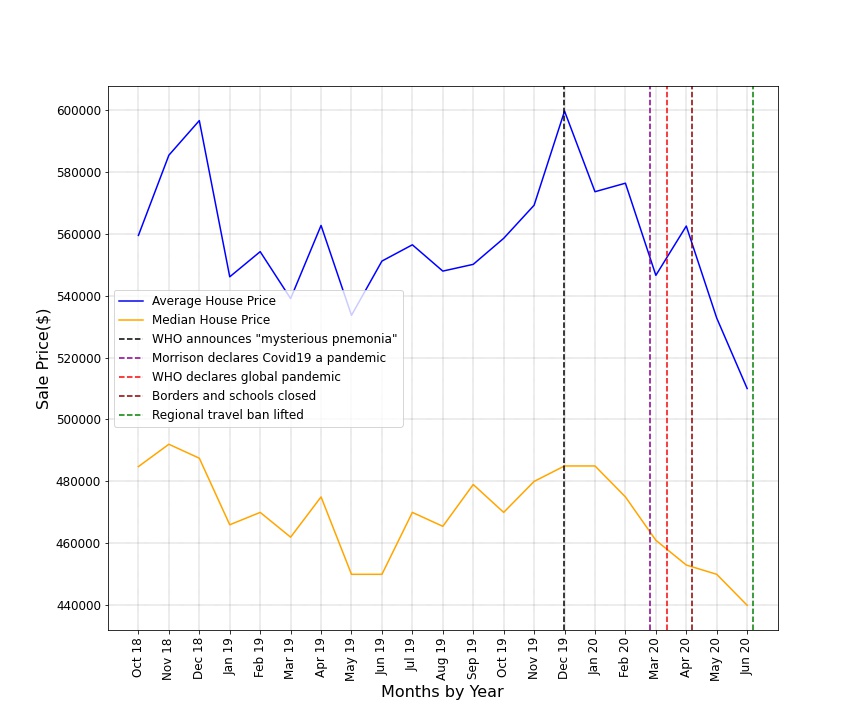 600000
580000
560000
540000
520000
500000
480000
460000
440000
Sale Price($)
Average House Price
Median House Price
WHO announces "mysterious pnemonia"
Morrison declares Covid19 a pandemic
WHO declares global pandemic
Borders and schools closed
Regional travel ban lifted
Oct 18
Nov 18
Dec 18
Jan 19
Feb 19
Mar 19
Apr 19
May 19
Jun 19
Jul 19
Aug 19
Sep 19
Oct 19
Nov 19
Dec 19
Jan 20
Feb 20
Mar 20
Apr 20
May 20
Jun 20
Months by Year